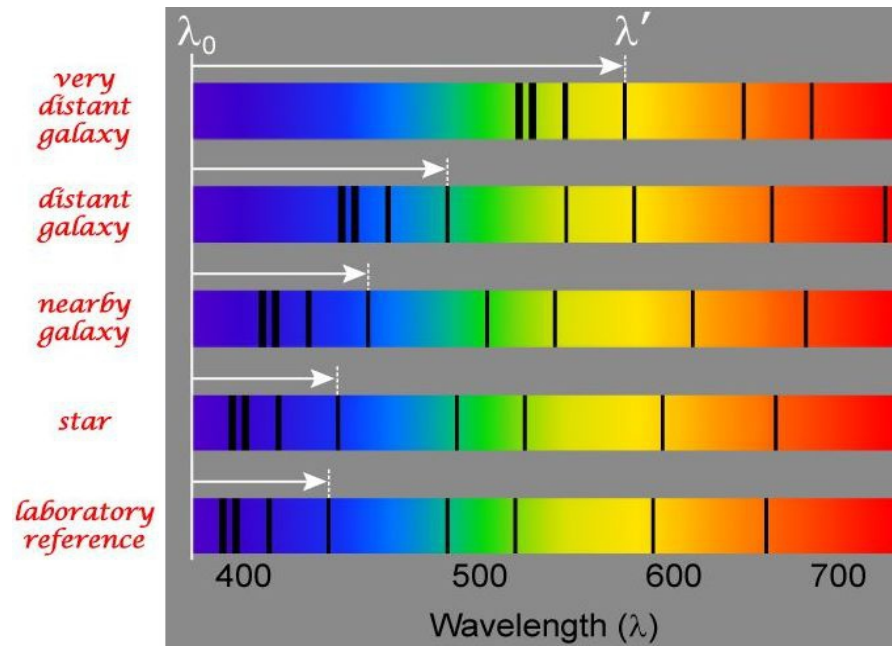 λ₀
λ′
very
distant
galaxy
distant
galaxy
nearby
galaxy
star
laboratory
reference
400 500 600 700
Wavelength (λ)